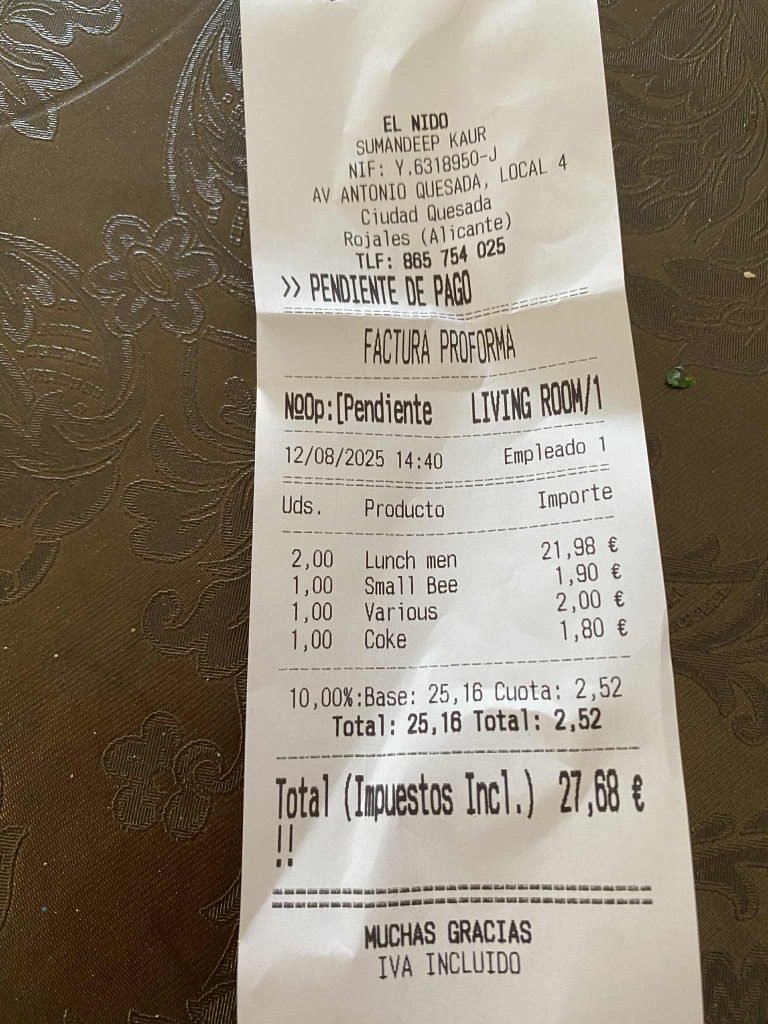 EL NIDO
SUMANDEEP KAUR
NIF: Y.6318950-J
AV ANTONIO QUESADA, LOCAL 4
Ciudad Quesada
Rojales (Alicante)
TLF: 865 754 025
>> PENDIENTE DE PAGO
FACTURA PROFORMA
NºOp:[Pendiente LIVING ROOM/1
12/08/2025 14:40 Empleado 1
Uds. Producto Importe
2,00 Lunch men 21,98 €
1,00 Small Bee 1,90 €
1,00 Various 2,00 €
1,00 Coke 1,80 €
10,00%:Base: 25,16 Cuota: 2,52
Total: 25,16 Total: 2,52
Total (Impuestos Incl.) 27,68 €
!!
MUCHAS GRACIAS
IVA INCLUIDO